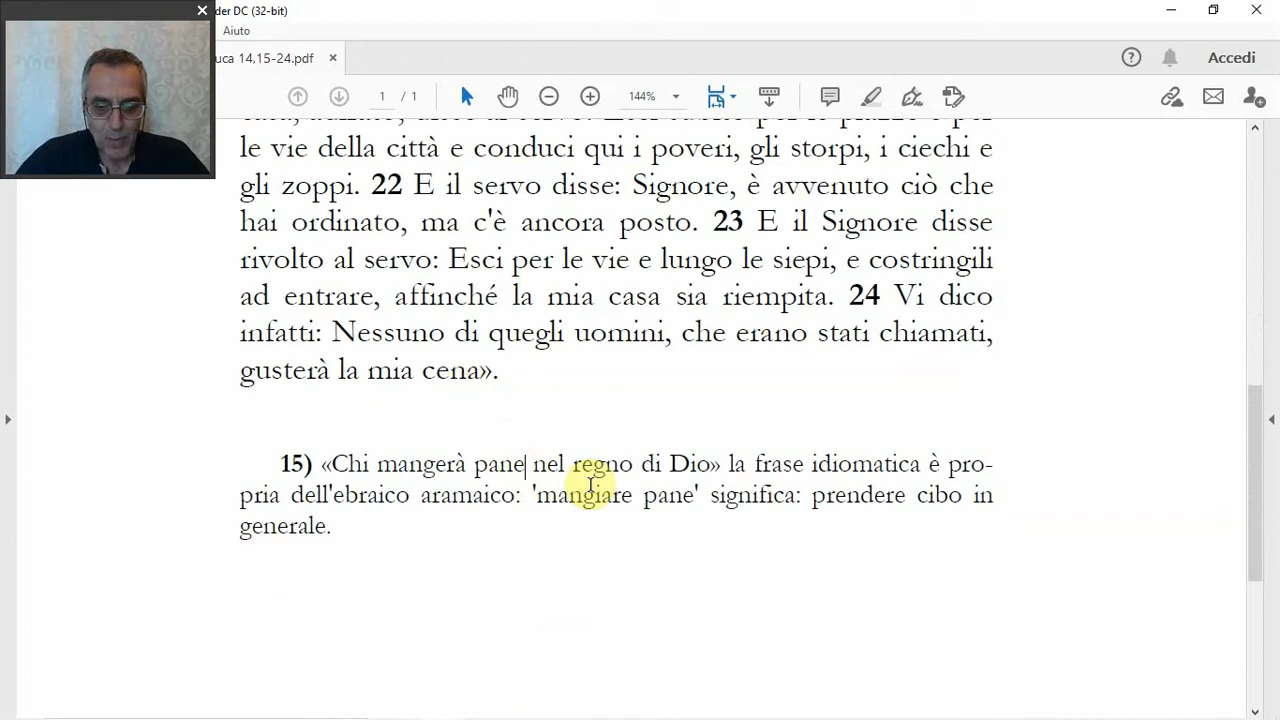 der DC (32-bit)
Aiuto
uca 14,15-24.pdf
1 / 1
144%
Accedi
le vie della città e conduci qui i poveri, gli storpi, i ciechi e
gli zoppi. 22 E il servo disse: Signore, è avvenuto ciò che
hai ordinato, ma c'è ancora posto. 23 E il Signore disse
rivolto al servo: Esci per le vie e lungo le siepi, e costringili
ad entrare, affinché la mia casa sia riempita. 24 Vi dico
infatti: Nessuno di quegli uomini, che erano stati chiamati,
gusterà la mia cena».
15) «Chi mangerà pane nel regno di Dio» la frase idiomatica è pro-
pria dell'ebraico aramaico: 'mangiare pane' significa: prendere cibo in
generale.